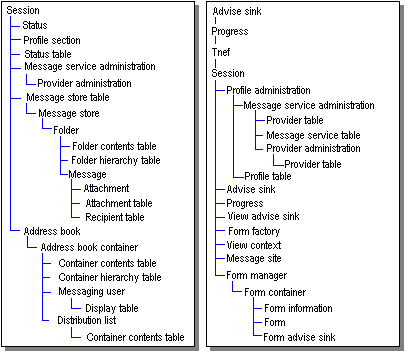 Session
Status
Profile section
Status table
Message service administration
Provider administration
Message store table
Message store
Folder
Folder contents table
Folder hierarchy table
Message
Attachment
Attachment table
Recipient table
Address book
Address book container
Container contents table
Container hierarchy table
Messaging user
Display table
Distribution list
Container contents table
Advise sink
Progress
Tnef
Session
Profile administration
Message service administration
Provider table
Message service table
Provider administration
Provider table
Profile table
Advise sink
Progress
View advise sink
Form factory
View context
Message site
Form manager
Form container
Form information
Form
Form advise sink